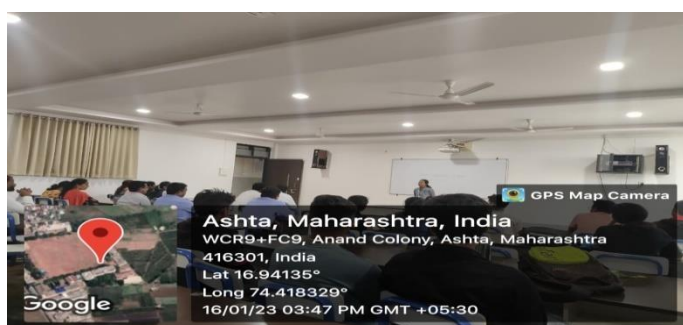 GPS Map Camera
Ashta, Maharashtra, India
WCR9+FC9, Anand Colony, Ashta, Maharashtra
416301, India
Lat 16.94135°
Long 74.418329°
16/01/23 03:47 PM GMT +05:30
Google